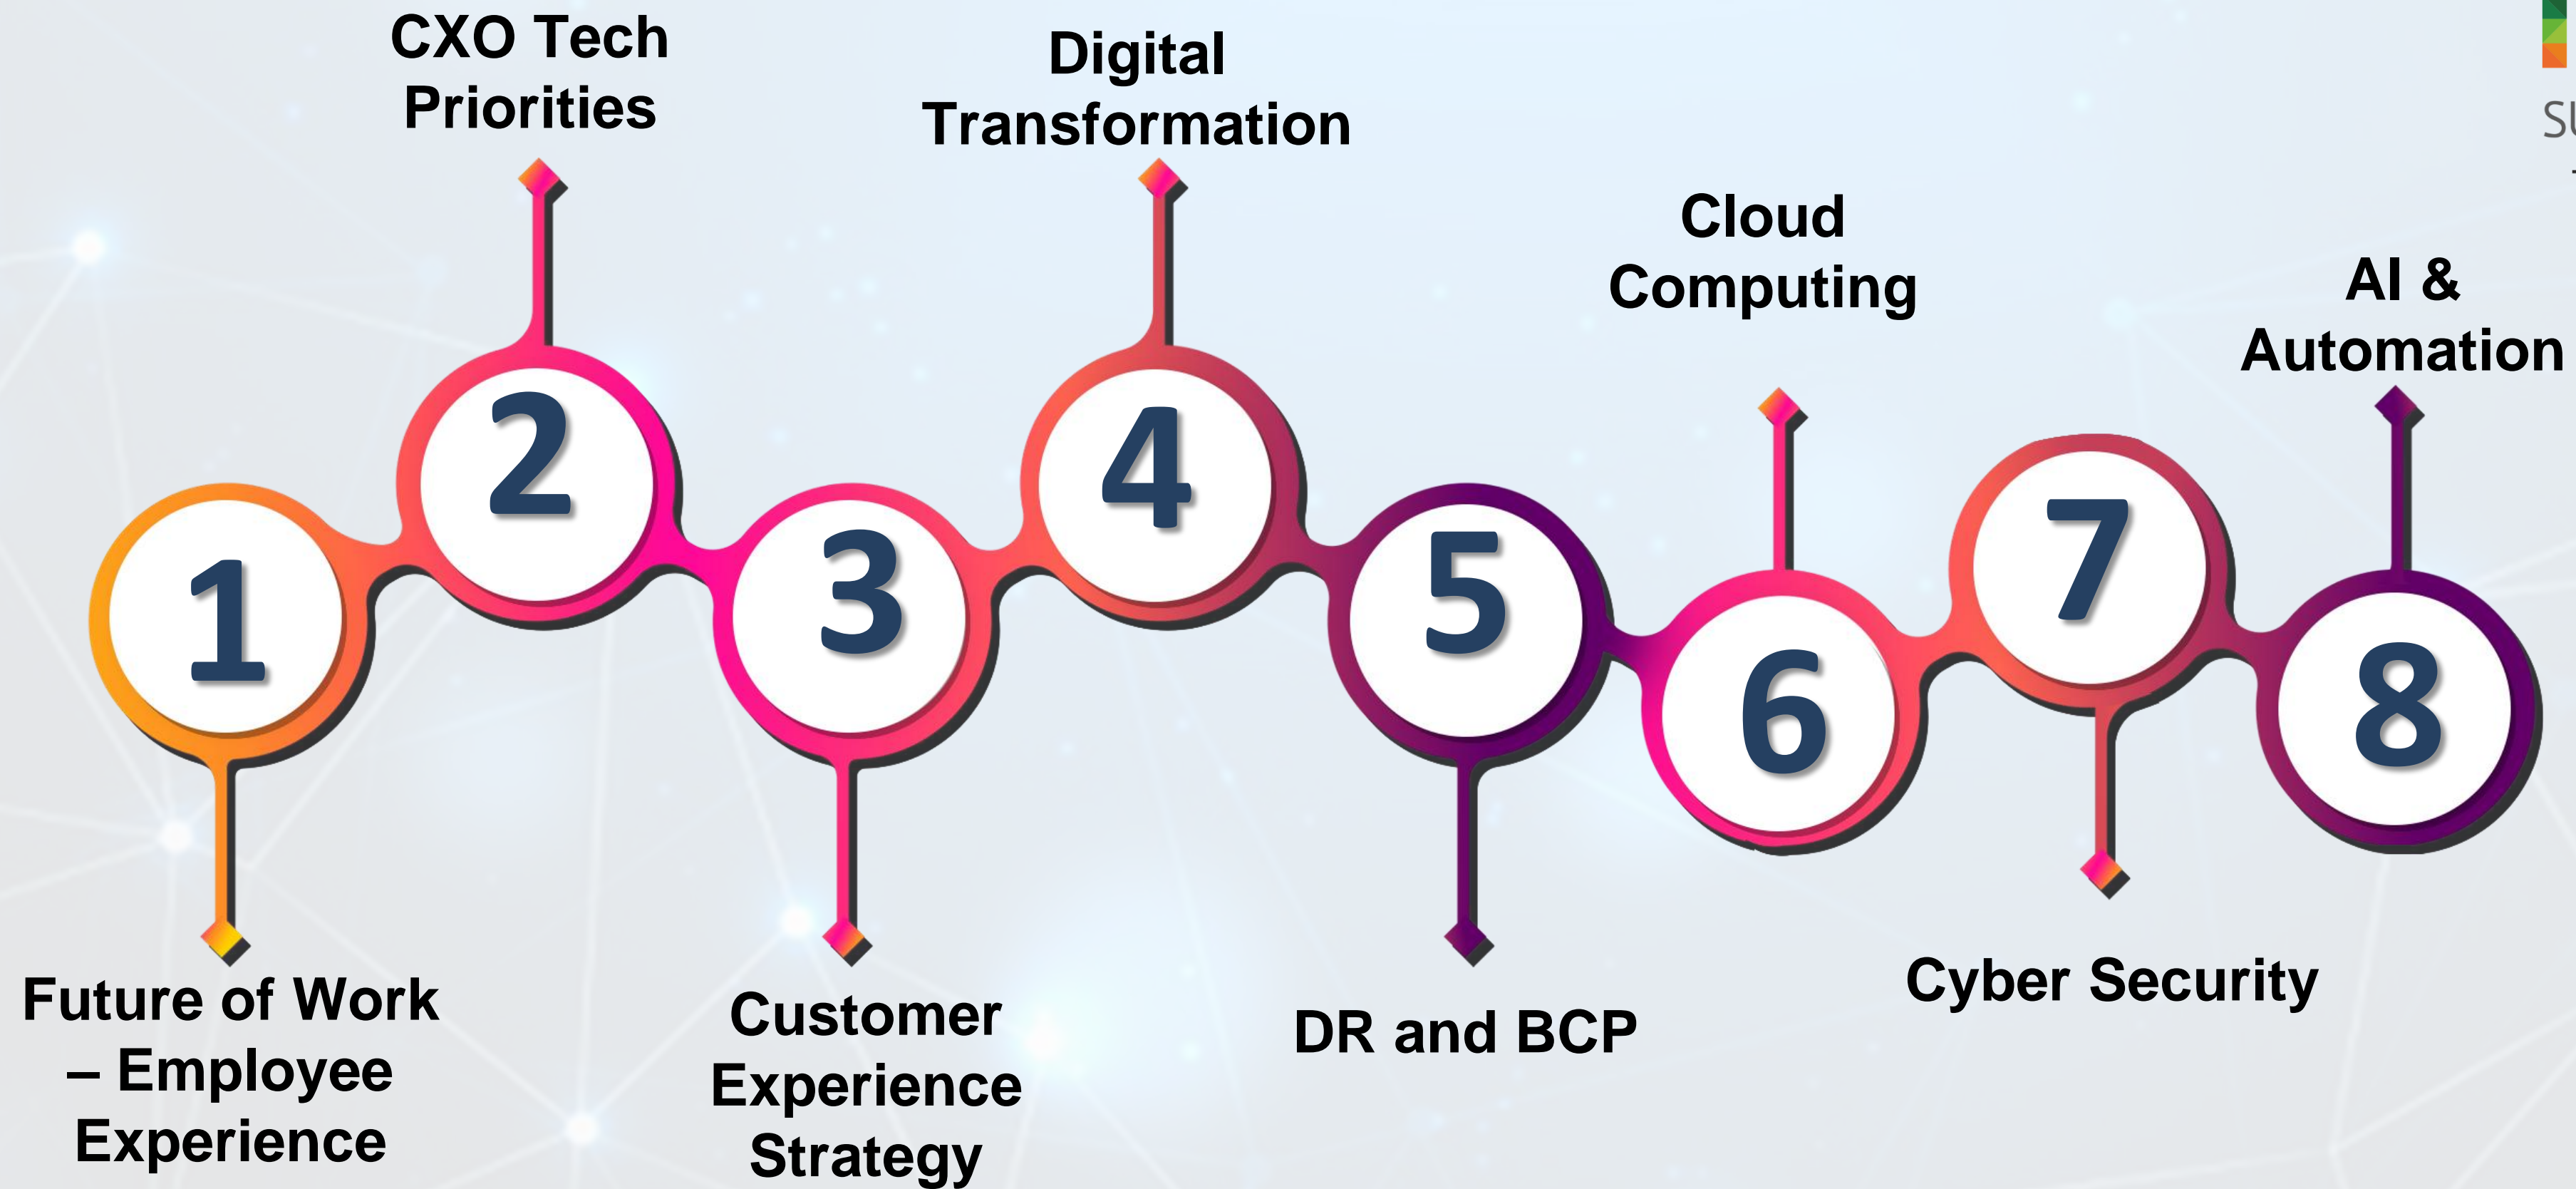 CXO Tech
Priorities
Digital
Transformation
Cloud
Computing
AI &
Automation
1
2
3
4
5
6
7
8
Future of Work
– Employee
Experience
Customer
Experience
Strategy
DR and BCP
Cyber Security